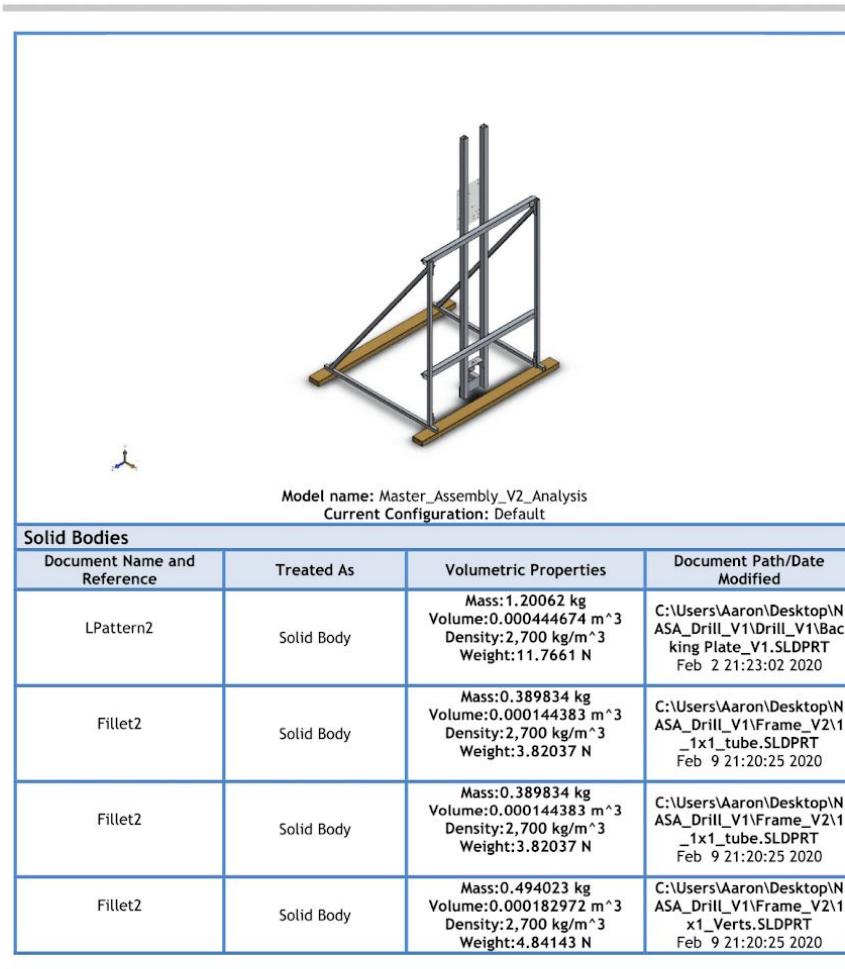 Model name: Master_Assembly_V2_Analysis
Current Configuration: Default
Solid Bodies
Document Name and
Reference
Treated As
Volumetric Properties
Document Path/Date
Modified
LPattern2
Solid Body
Mass:1.20062 kg
Volume:0.000444674 m^3
Density:2,700 kg/m^3
Weight:11.7661 N
C:\Users\Aaron\Desktop\N
ASA_Drill_V1\Drill_V1\Bac
king Plate_V1.SLDPRT
Feb 2 21:23:02 2020
Fillet2
Solid Body
Mass:0.389834 kg
Volume:0.000144383 m^3
Density:2,700 kg/m^3
Weight:3.82037 N
C:\Users\Aaron\Desktop\N
ASA_Drill_V1\Frame_V2\1
_1x1_tube.SLDPRT
Feb 9 21:20:25 2020
Fillet2
Solid Body
Mass:0.389834 kg
Volume:0.000144383 m^3
Density:2,700 kg/m^3
Weight:3.82037 N
C:\Users\Aaron\Desktop\N
ASA_Drill_V1\Frame_V2\1
_1x1_tube.SLDPRT
Feb 9 21:20:25 2020
Fillet2
Solid Body
Mass:0.494023 kg
Volume:0.000182972 m^3
Density:2,700 kg/m^3
Weight:4.84143 N
C:\Users\Aaron\Desktop\N
ASA_Drill_V1\Frame_V2\1
x1_Verts.SLDPRT
Feb 9 21:20:25 2020